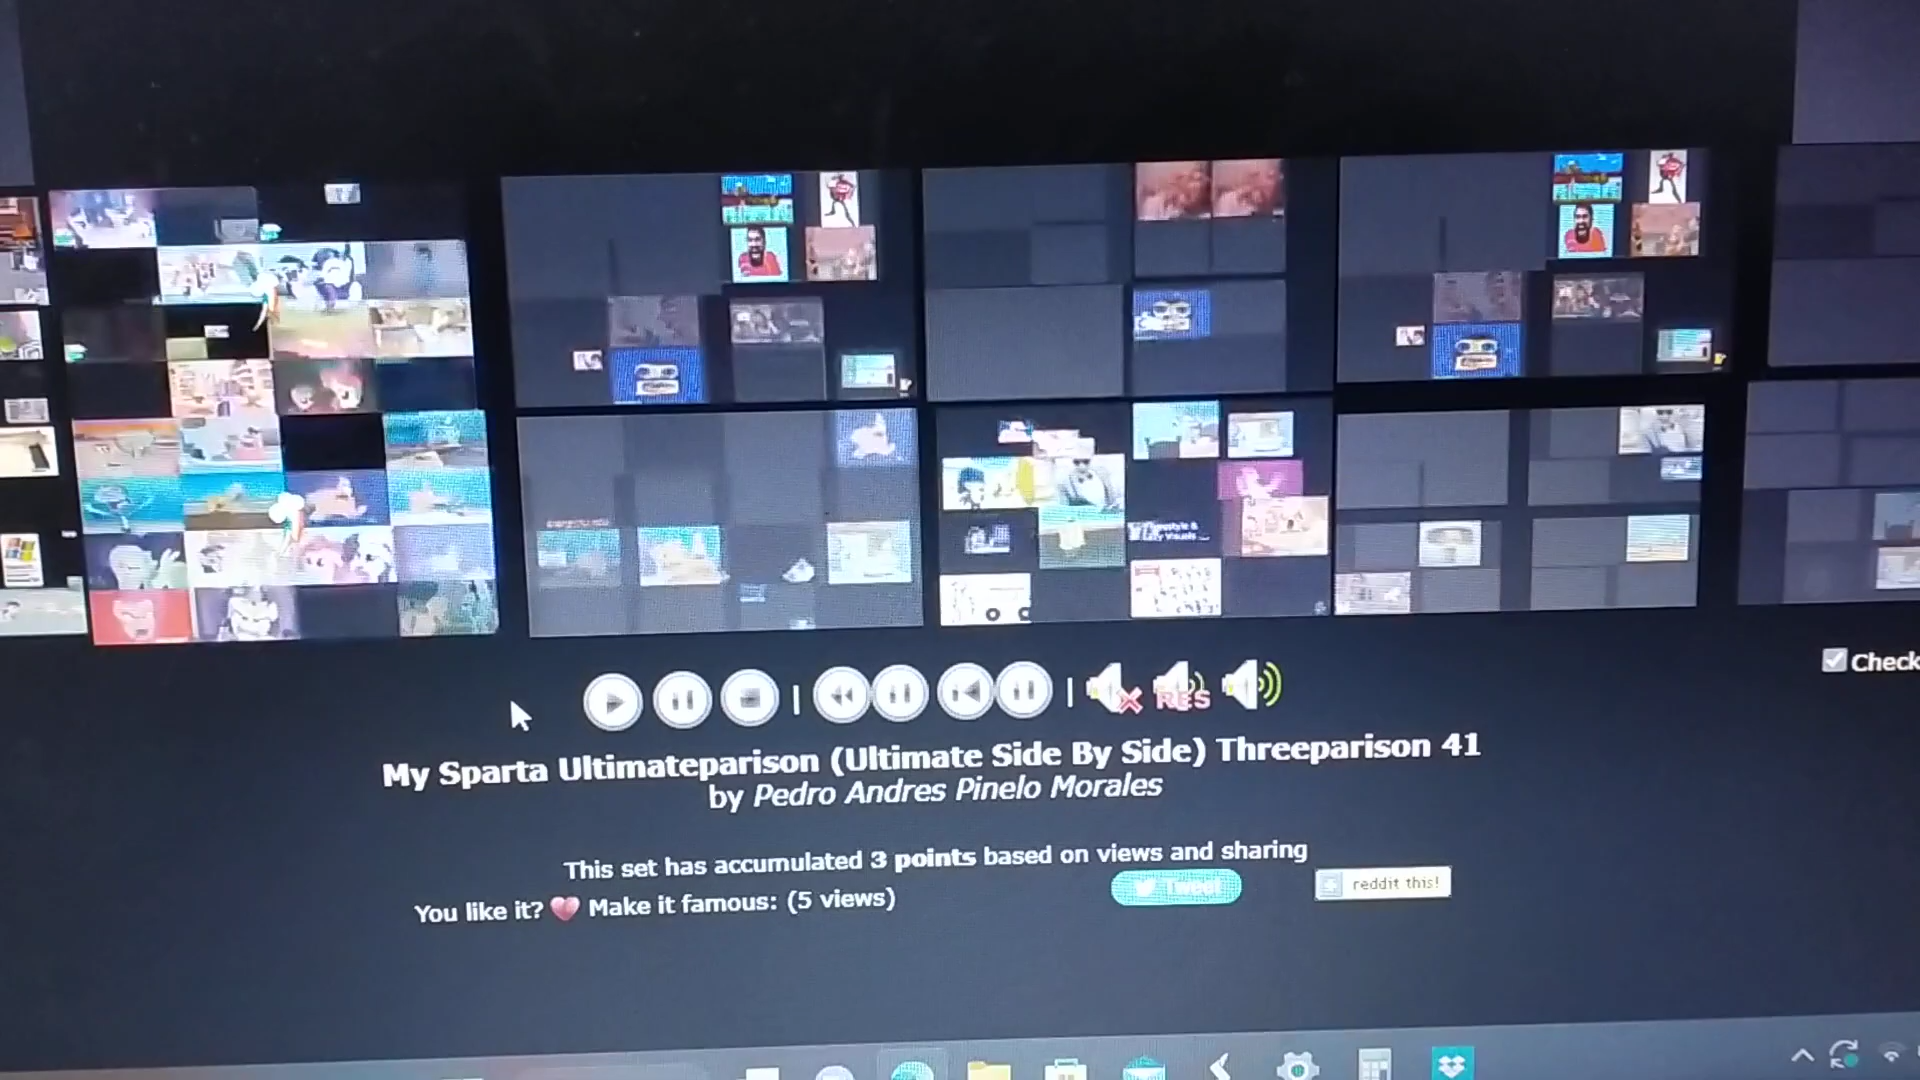 RES
Check
My Sparta Ultimateparison (Ultimate Side By Side) Threeparison 41
by Pedro Andres Pinelo Morales
This set has accumulated 3 points based on views and sharing
Tweet
reddit this!
You like it? Make it famous: (5 views)